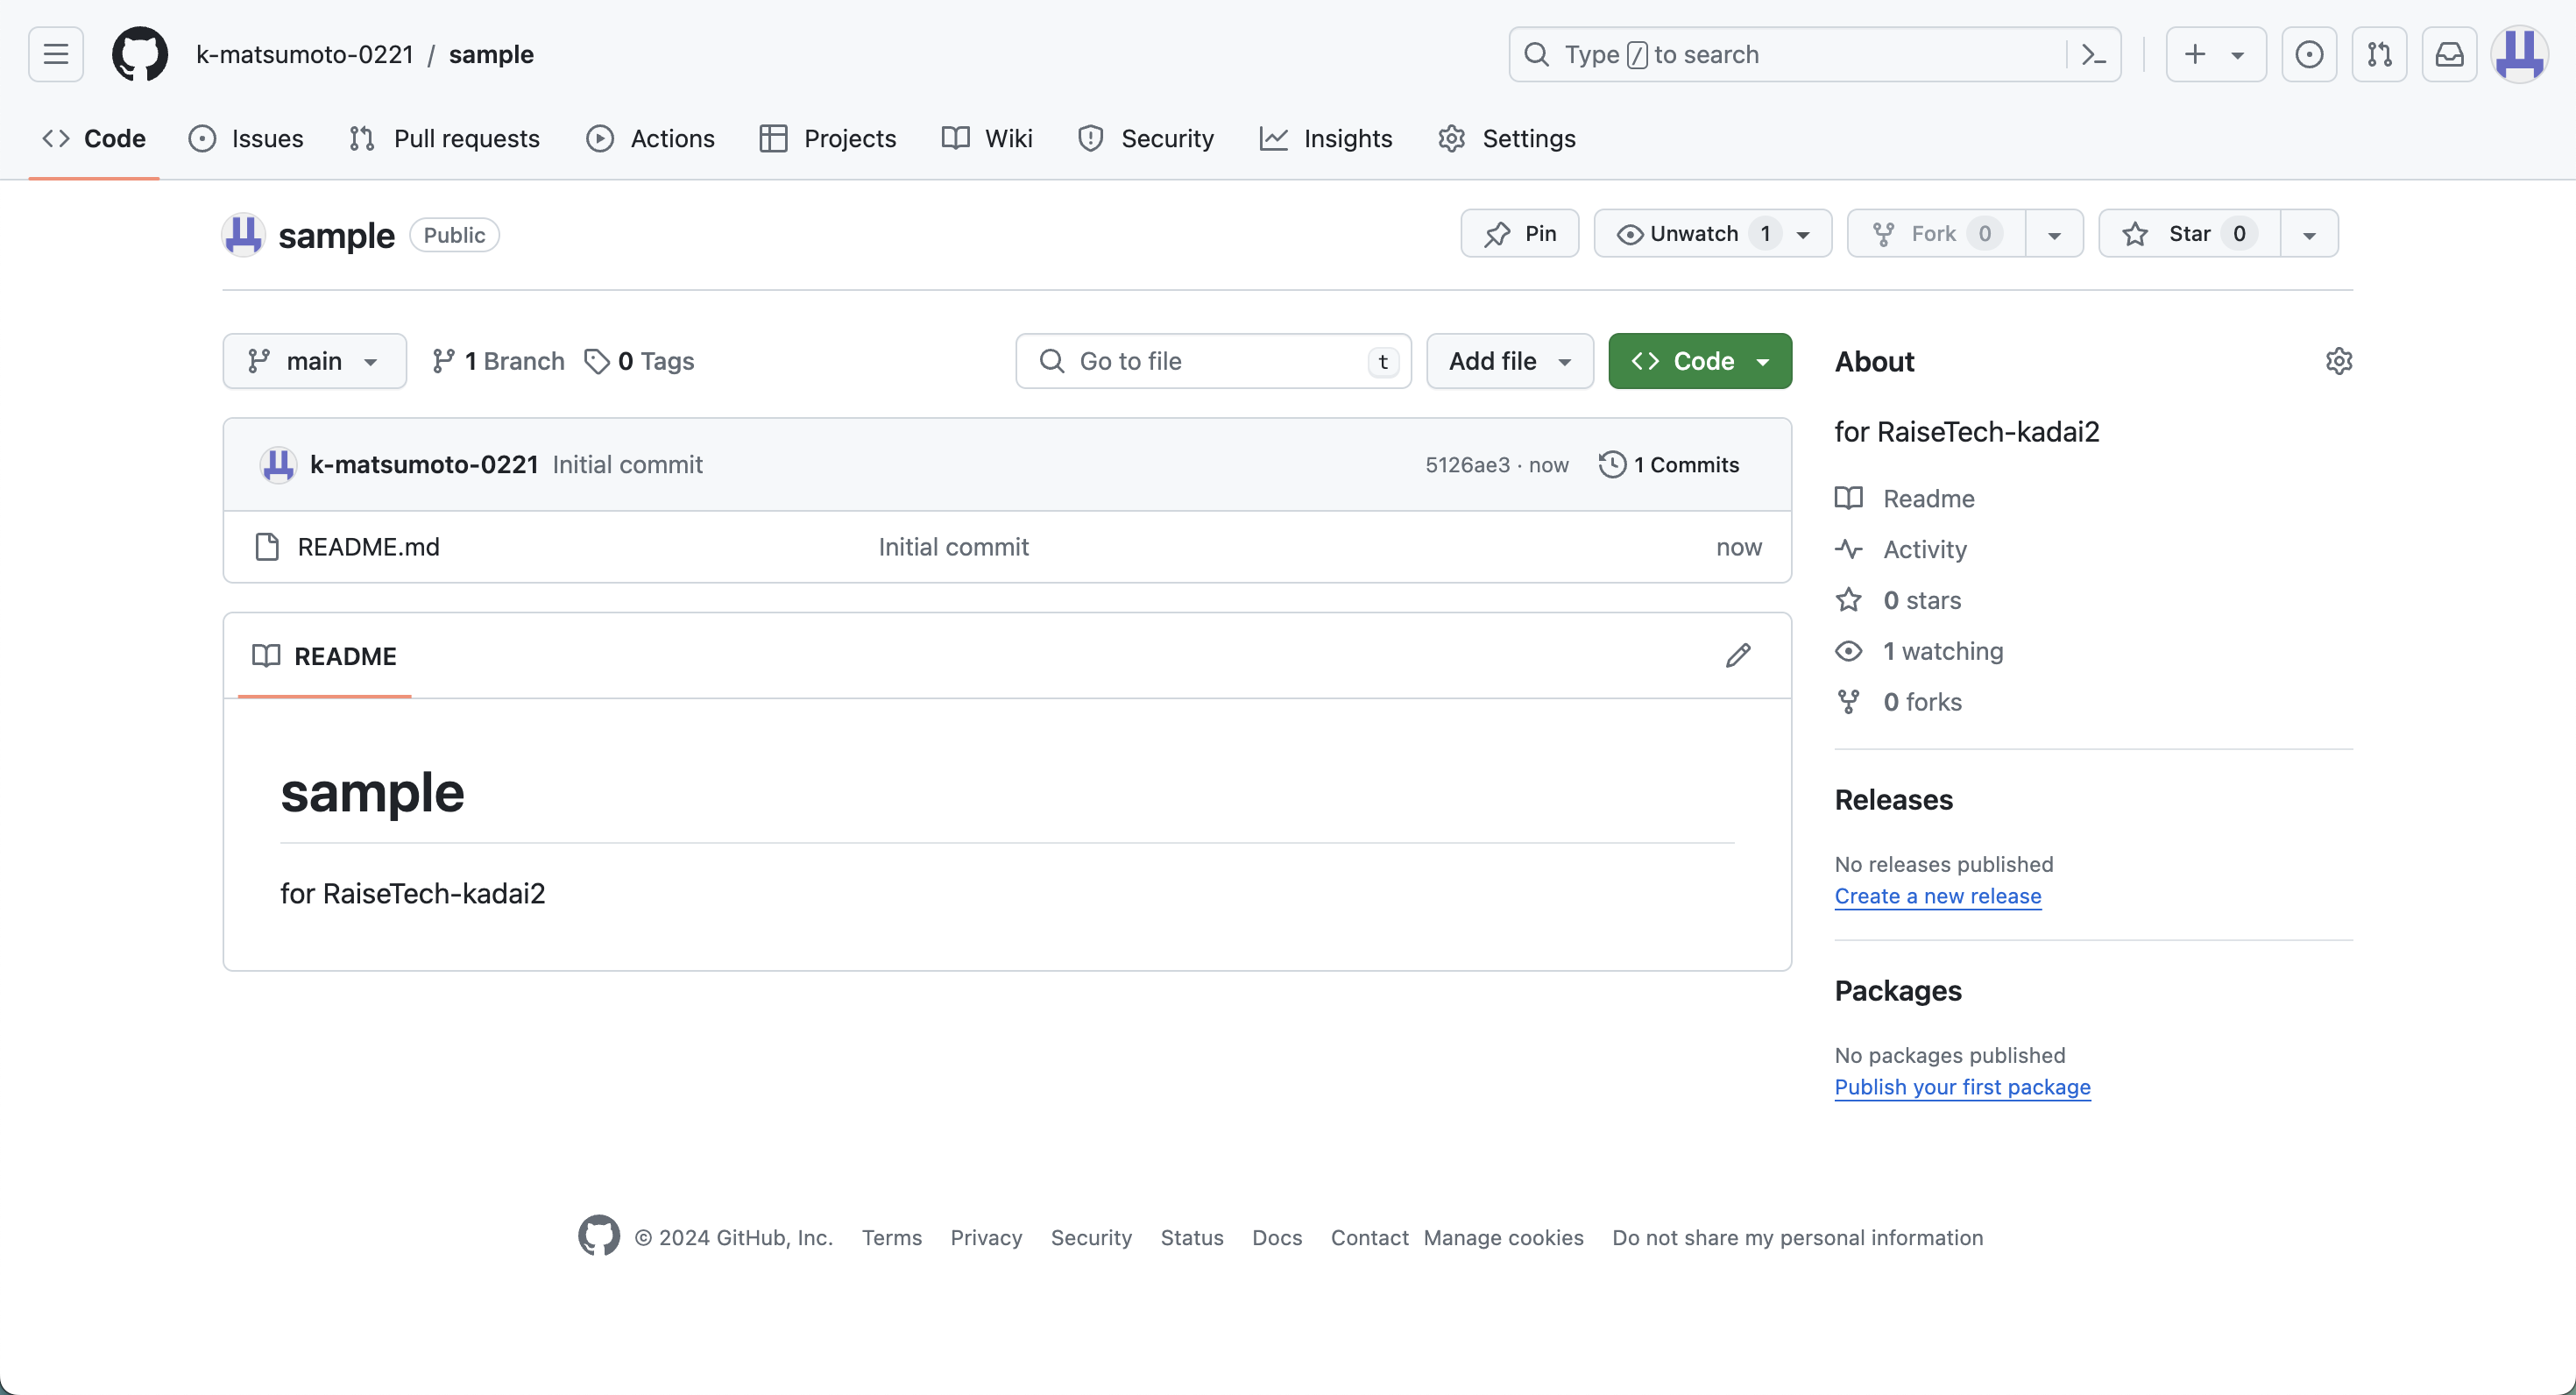 k-matsumoto-0221 / sample
Type / to search
Code Issues Pull requests Actions Projects Wiki Security Insights Settings
sample Public
Pin Unwatch 1 Fork 0 Star 0
main 1 Branch 0 Tags Go to file t Add file Code
k-matsumoto-0221 Initial commit 5126ae3 · now 1 Commits
README.md Initial commit now
README
sample
for RaiseTech-kadai2
About
for RaiseTech-kadai2
Readme
Activity
0 stars
1 watching
0 forks
Releases
No releases published
Create a new release
Packages
No packages published
Publish your first package
© 2024 GitHub, Inc. Terms Privacy Security Status Docs Contact Manage cookies Do not share my personal information